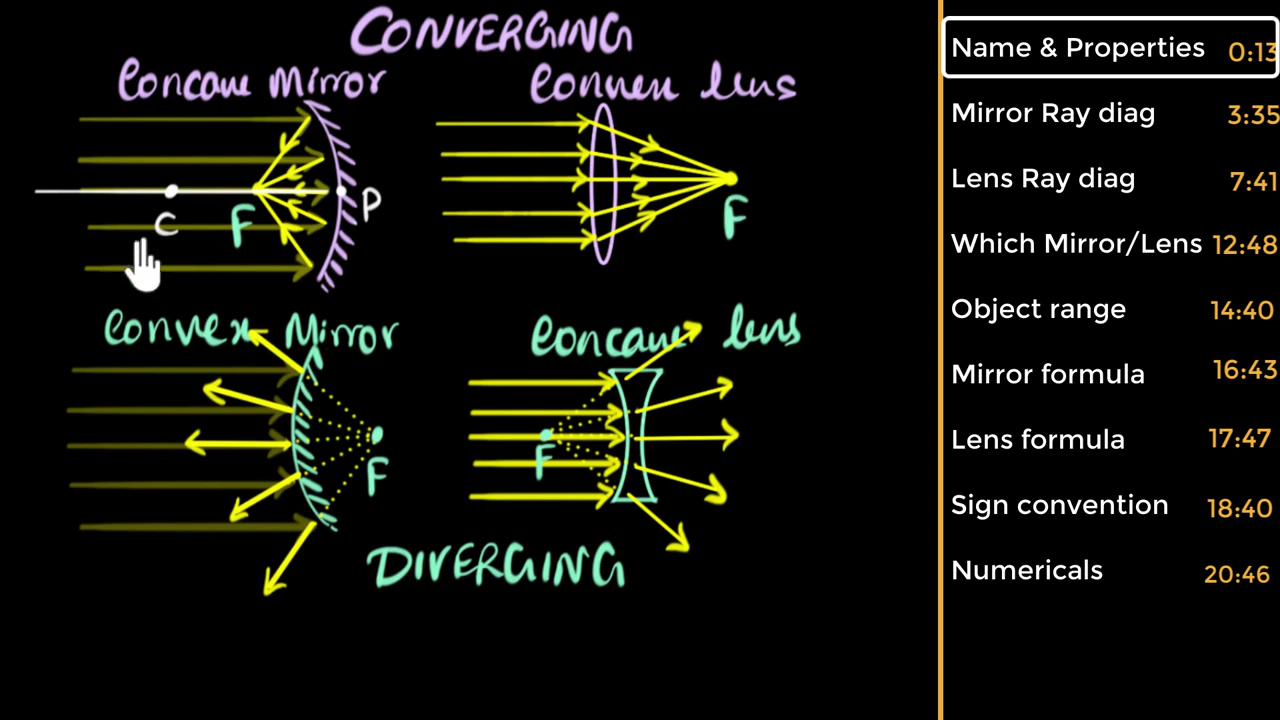 CONVERGING
Concave Mirror
Convex lens
C
F
P
F
Convex Mirror
Concave lens
F
F
DIVERGING
Name & Properties 0:13
Mirror Ray diag 3:35
Lens Ray diag 7:41
Which Mirror/Lens 12:48
Object range 14:40
Mirror formula 16:43
Lens formula 17:47
Sign convention 18:40
Numericals 20:46